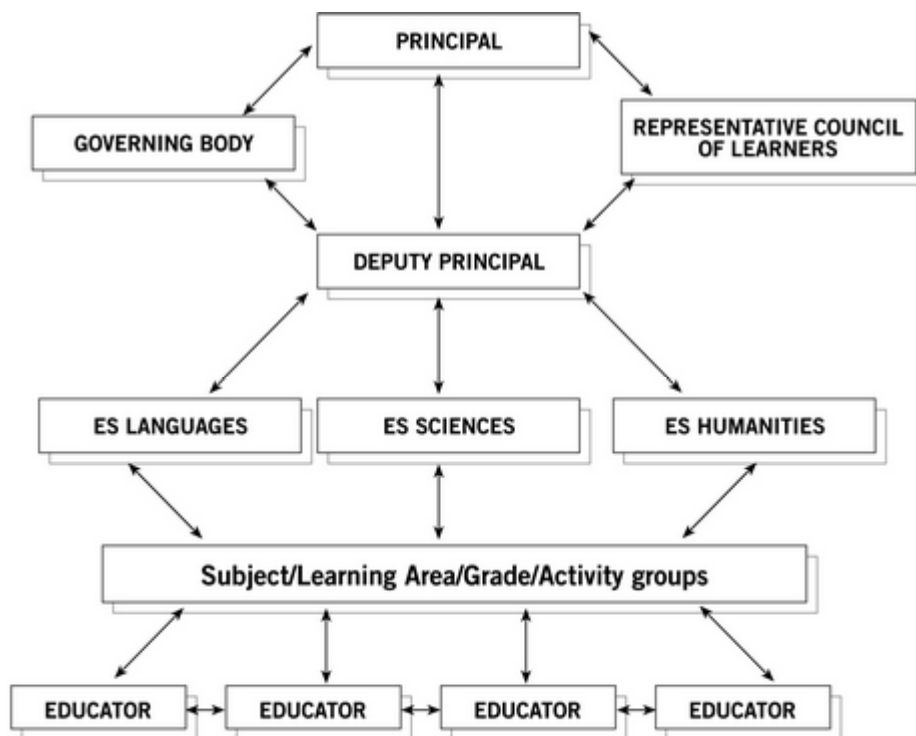 PRINCIPAL
GOVERNING BODY
REPRESENTATIVE COUNCIL
OF LEARNERS
DEPUTY PRINCIPAL
ES LANGUAGES
ES SCIENCES
ES HUMANITIES
Subject/Learning Area/Grade/Activity groups
EDUCATOR
EDUCATOR
EDUCATOR
EDUCATOR